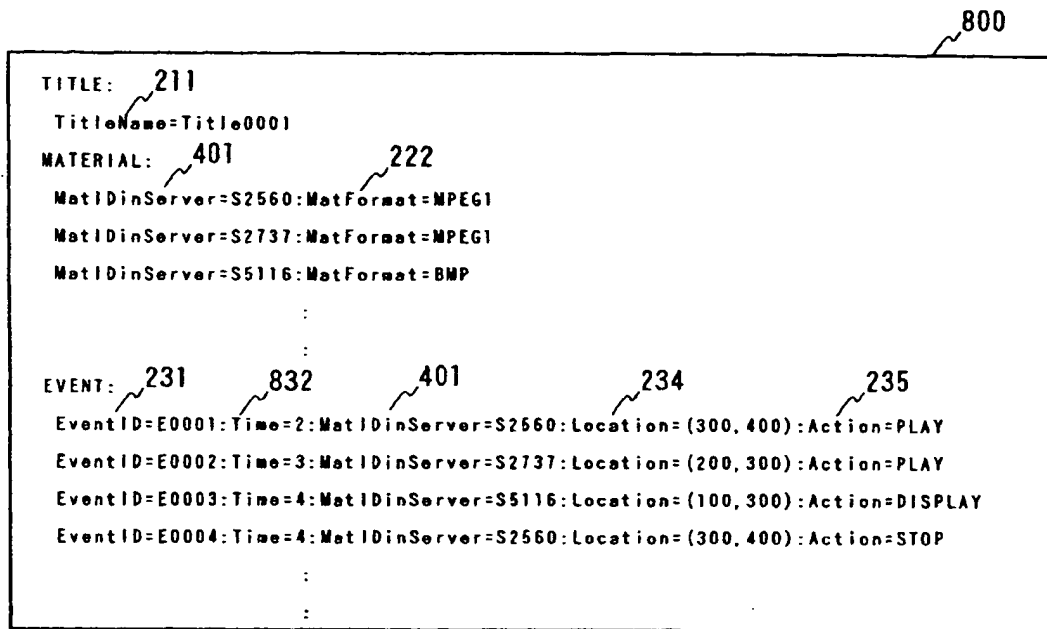 800
TITLE: 211
TitleName=Title0001
MATERIAL: 401 222
MatIDinServer=S2560:MatFormat=MPEG1
MatIDinServer=S2737:MatFormat=MPEG1
MatIDinServer=S5116:MatFormat=BMP
:
:
EVENT: 231 832 401 234 235
EventID=E0001:Time=2:MatIDinServer=S2560:Location=(300,400):Action=PLAY
EventID=E0002:Time=3:MatIDinServer=S2737:Location=(200,300):Action=PLAY
EventID=E0003:Time=4:MatIDinServer=S5116:Location=(100,300):Action=DISPLAY
EventID=E0004:Time=4:MatIDinServer=S2560:Location=(300,400):Action=STOP
:
: